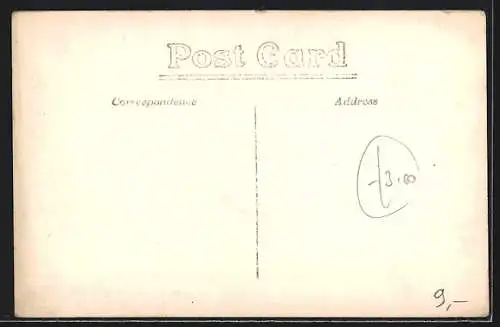 Post Card
Correspondence
Address
3.00
9,-